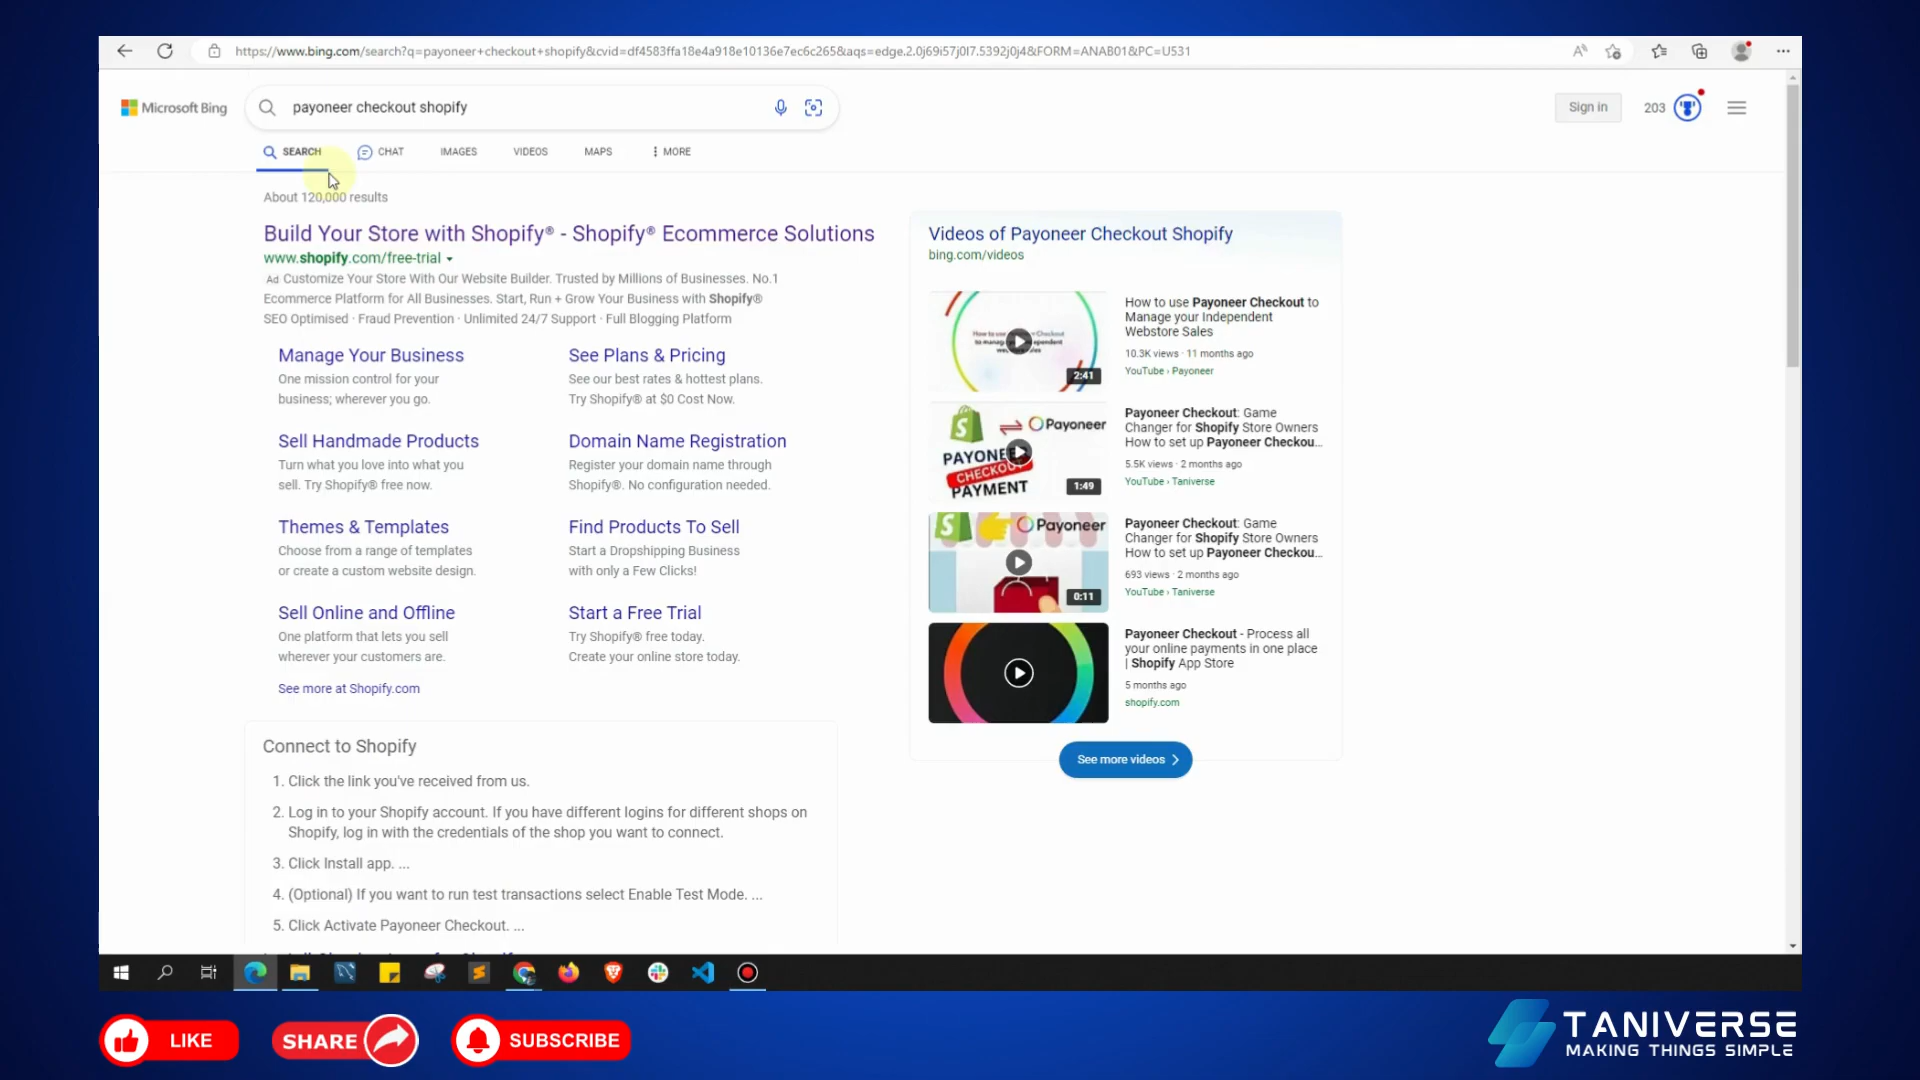 https://www.bing.com/search?q=payoneer+checkout+shopify&cvid=df4583ffa18e4a918e10136e7ec6c265&aqs=edge.2.0j69i57j0l7.5392j0j4&FORM=ANAB01&PC=U531
Microsoft Bing
payoneer checkout shopify
Sign in
203
SEARCH
CHAT
IMAGES
VIDEOS
MAPS
MORE
About 120,000 results
Build Your Store with Shopify® - Shopify® Ecommerce Solutions
www.shopify.com/free-trial
Ad Customize Your Store With Our Website Builder. Trusted by Millions of Businesses. No.1
Ecommerce Platform for All Businesses. Start, Run + Grow Your Business with Shopify®
SEO Optimised · Fraud Prevention · Unlimited 24/7 Support · Full Blogging Platform
Manage Your Business
One mission control for your
business; wherever you go.
See Plans & Pricing
See our best rates & hottest plans.
Try Shopify® at $0 Cost Now.
Sell Handmade Products
Turn what you love into what you
sell. Try Shopify® free now.
Domain Name Registration
Register your domain name through
Shopify®. No configuration needed.
Themes & Templates
Choose from a range of templates
or create a custom website design.
Find Products To Sell
Start a Dropshipping Business
with only a Few Clicks!
Sell Online and Offline
One platform that lets you sell
wherever your customers are.
Start a Free Trial
Try Shopify® free today.
Create your online store today.
See more at Shopify.com
Connect to Shopify
1. Click the link you've received from us.
2. Log in to your Shopify account. If you have different logins for different shops on
Shopify, log in with the credentials of the shop you want to connect.
3. Click Install app. ...
4. (Optional) If you want to run test transactions select Enable Test Mode. ...
5. Click Activate Payoneer Checkout. ...
Videos of Payoneer Checkout Shopify
bing.com/videos
2:41
How to use Payoneer Checkout to
Manage your Independent
Webstore Sales
10.3K views · 11 months ago
YouTube › Payoneer
Payoneer
PAYONEER
CHECKOUT
PAYMENT
1:49
Payoneer Checkout: Game
Changer for Shopify Store Owners
How to set up Payoneer Checkou...
5.5K views · 2 months ago
YouTube › Taniverse
Payoneer
0:11
Payoneer Checkout: Game
Changer for Shopify Store Owners
How to set up Payoneer Checkou...
693 views · 2 months ago
YouTube › Taniverse
Payoneer Checkout - Process all
your online payments in one place
| Shopify App Store
5 months ago
shopify.com
See more videos
LIKE
SHARE
SUBSCRIBE
TANIVERSE
MAKING THINGS SIMPLE